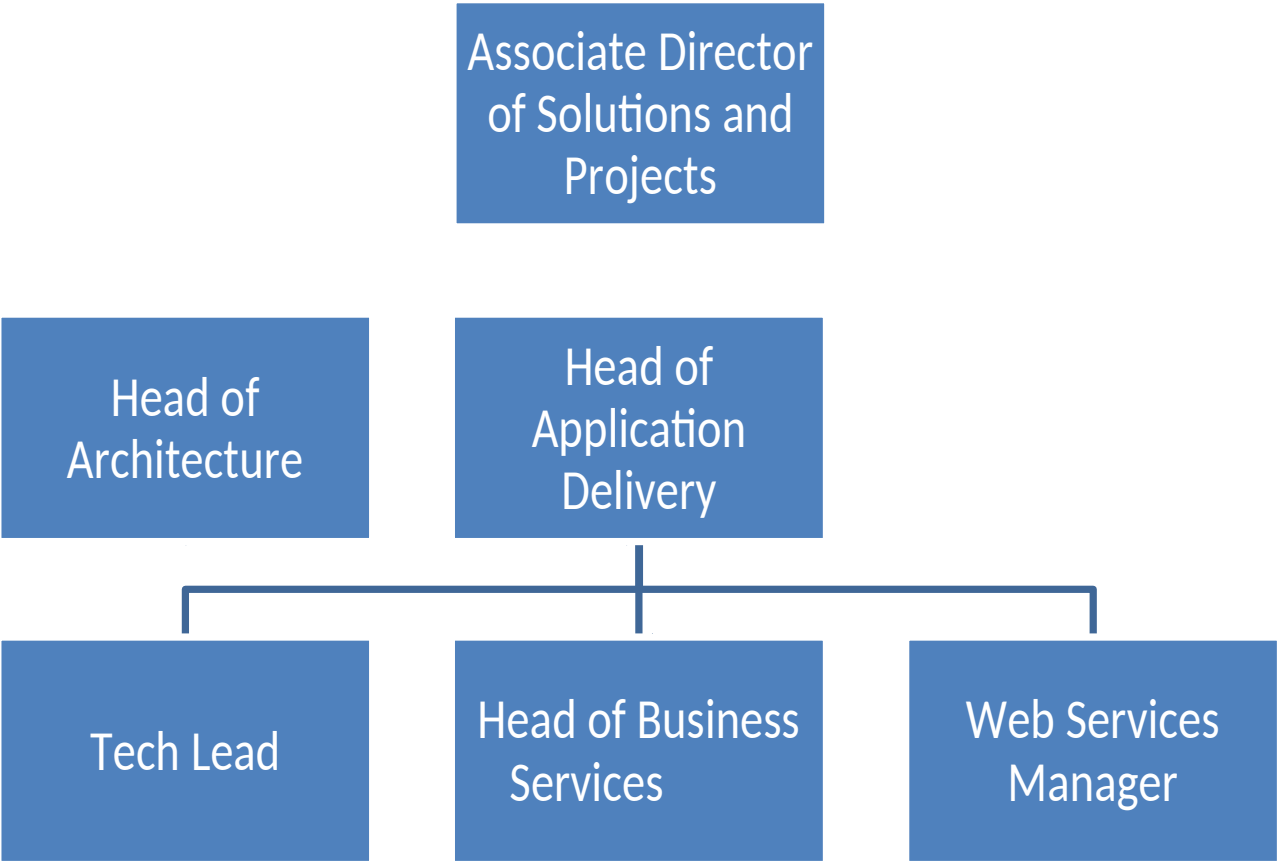 Associate Director
of Solutions and
Projects
Head of
Architecture
Head of
Application
Delivery
Tech Lead
Head of Business
Services
Web Services
Manager